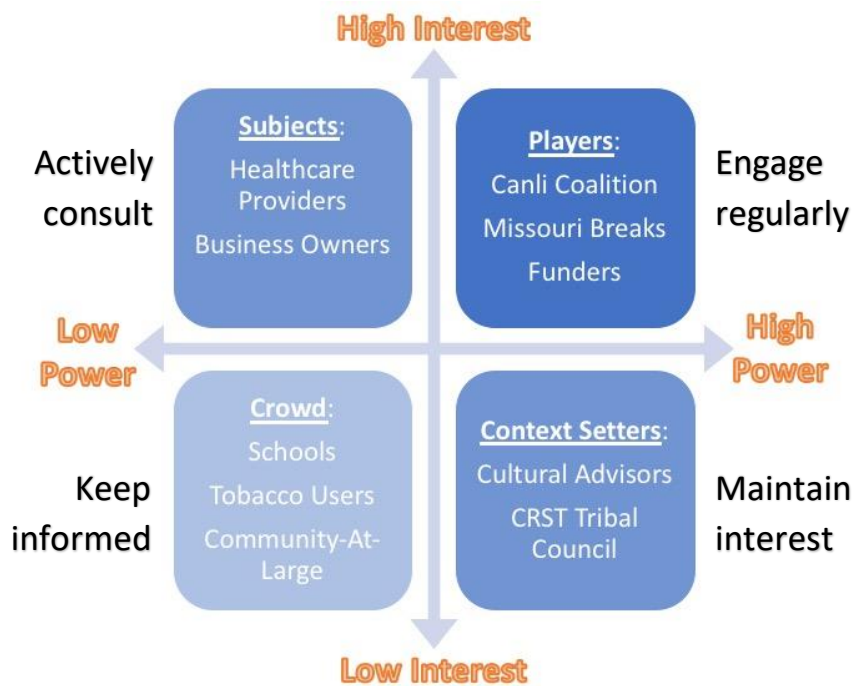 High Interest
Actively
consult
Subjects:
Healthcare
Providers
Business Owners
Players:
Canli Coalition
Missouri Breaks
Funders
Engage
regularly
Low
Power
High
Power
Keep
informed
Crowd:
Schools
Tobacco Users
Community-At-
Large
Context Setters:
Cultural Advisors
CRST Tribal
Council
Maintain
interest
Low Interest